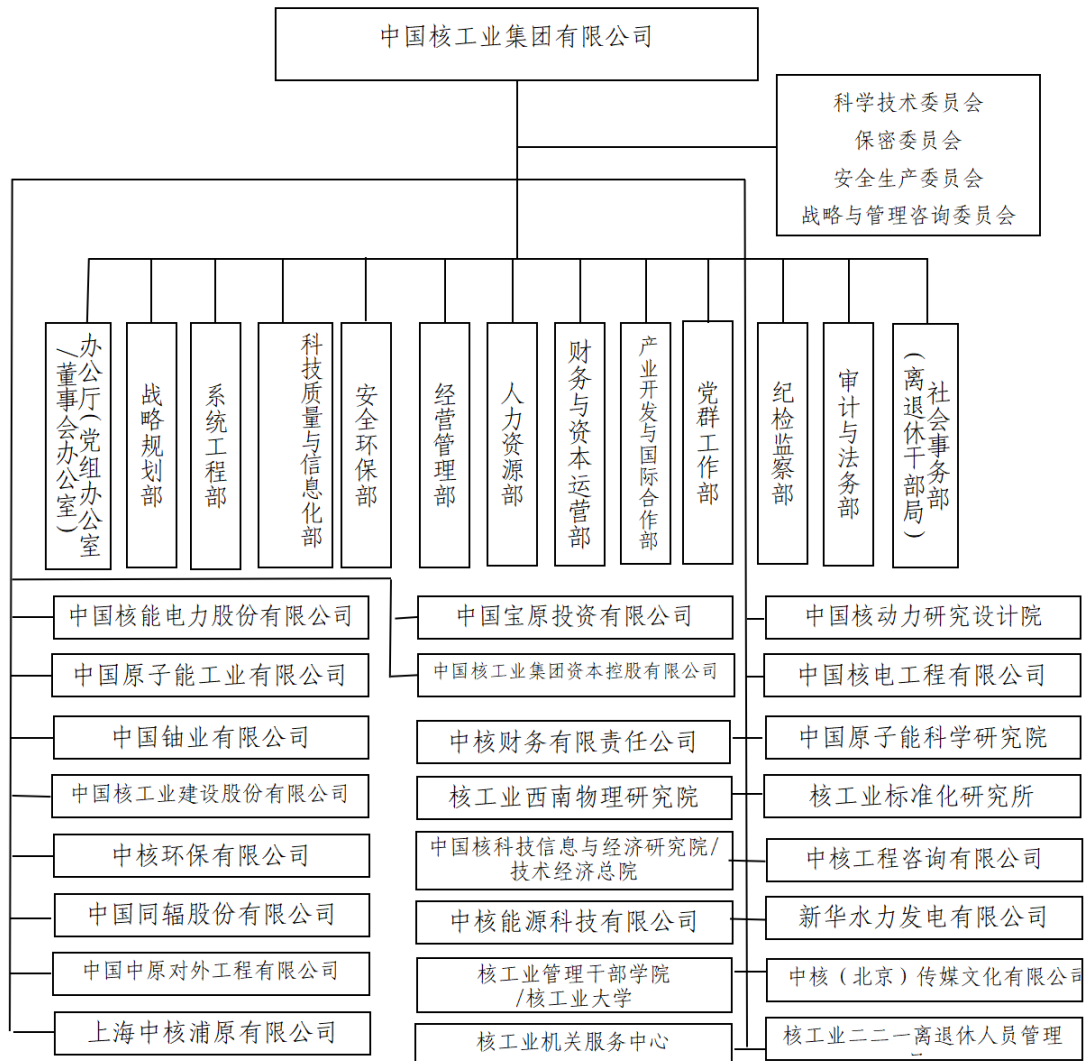 中国核工业集团有限公司
科学技术委员会
保密委员会
安全生产委员会
战略与管理咨询委员会
办公厅(党组办公室
/董事会办公室)
战略规划部
系统工程部
科技质量与信息化部
安全环保部
经营管理部
人力资源部
财务与资本运营部
产业开发与国际合作部
党群工作部
纪检监察部
审计与法务部
社会事务部
(离退休干部局)
中国核能电力股份有限公司
中国宝原投资有限公司
中国核动力研究设计院
中国原子能工业有限公司
中国核工业集团资本控股有限公司
中国核电工程有限公司
中国铀业有限公司
中核财务有限责任公司
中国原子能科学研究院
中国核工业建设股份有限公司
核工业西南物理研究院
核工业标准化研究所
中核环保有限公司
中国核科技信息与经济研究院/
技术经济总院
中核工程咨询有限公司
中国同辐股份有限公司
中核能源科技有限公司
新华水力发电有限公司
中国中原对外工程有限公司
核工业管理干部学院
/核工业大学
中核（北京）传媒文化有限公司
上海中核浦原有限公司
核工业机关服务中心
核工业二二一离退休人员管理